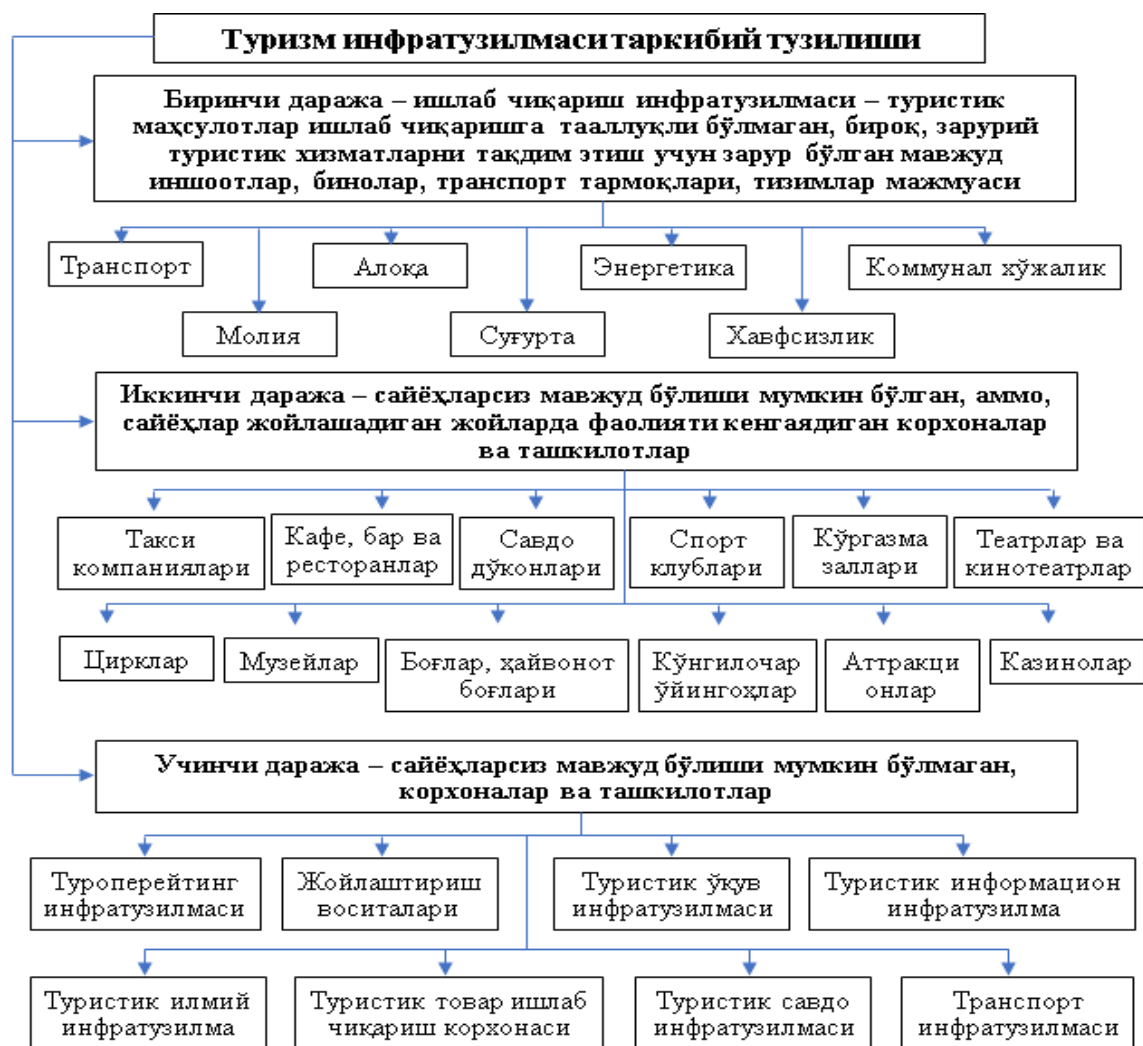 Туризм инфратузилмаси таркибий тузилиши
Биринчи даража – ишлаб чиқариш инфратузилмаси – туристик
маҳсулотлар ишлаб чиқаришга тааллуқли бўлмаган, бироқ, зарурий
туристик хизматларни тақдим этиш учун зарур бўлган мавжуд
иншоотлар, бинолар, транспорт тармоқлари, тизимлар мажмуаси
Транспорт
Алоқа
Энергетика
Коммунал хўжалик
Молия
Суғурта
Хавфсизлик
Иккинчи даража – сайёҳларсиз мавжуд бўлиши мумкин бўлган, аммо,
сайёҳлар жойлашадиган жойларда фаолияти кенгаядиган корхоналар
ва ташкилотлар
Такси
компаниялари
Кафе, бар ва
ресторанлар
Савдо
дўконлари
Спорт
клублари
Кўргазма
заллари
Театрлар ва
кинотеатрлар
Цирклар
Музейлар
Боғлар, ҳайвонот
боғлари
Кўнгилочар
ўйингоҳлар
Аттракци
онлар
Казинолар
Учинчи даража – сайёҳларсиз мавжуд бўлиши мумкин бўлмаган,
корхоналар ва ташкилотлар
Туроперейтинг
инфратузилмаси
Жойлаштириш
воситалари
Туристик ўқув
инфратузилмаси
Туристик информацион
инфратузилма
Туристик илмий
инфратузилма
Туристик товар ишлаб
чиқариш корхонаси
Туристик савдо
инфратузилмаси
Транспорт
инфратузилмаси